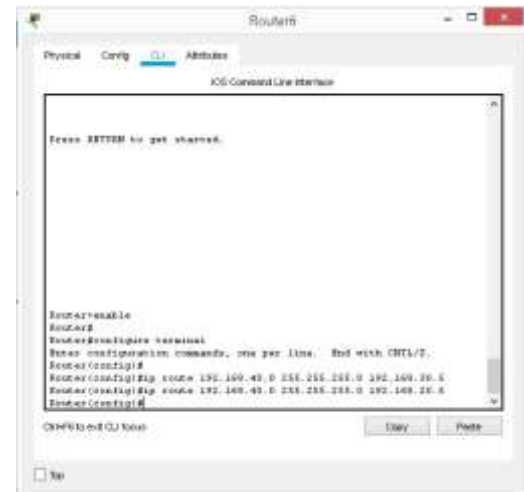 Router6
Physical Config CLI Attributes
IOS Command Line Interface
Press RETURN to get started.
Router>enable
Router#
Router#configure terminal
Enter configuration commands, one per line. End with CNTL/Z.
Router(config)#
Router(config)#ip route 192.168.40.0 255.255.255.0 192.168.30.5
Router(config)#ip route 192.168.40.0 255.255.255.0 192.168.20.6
Router(config)#
Ctrl+F6 to exit CLI focus
Copy Paste
Top